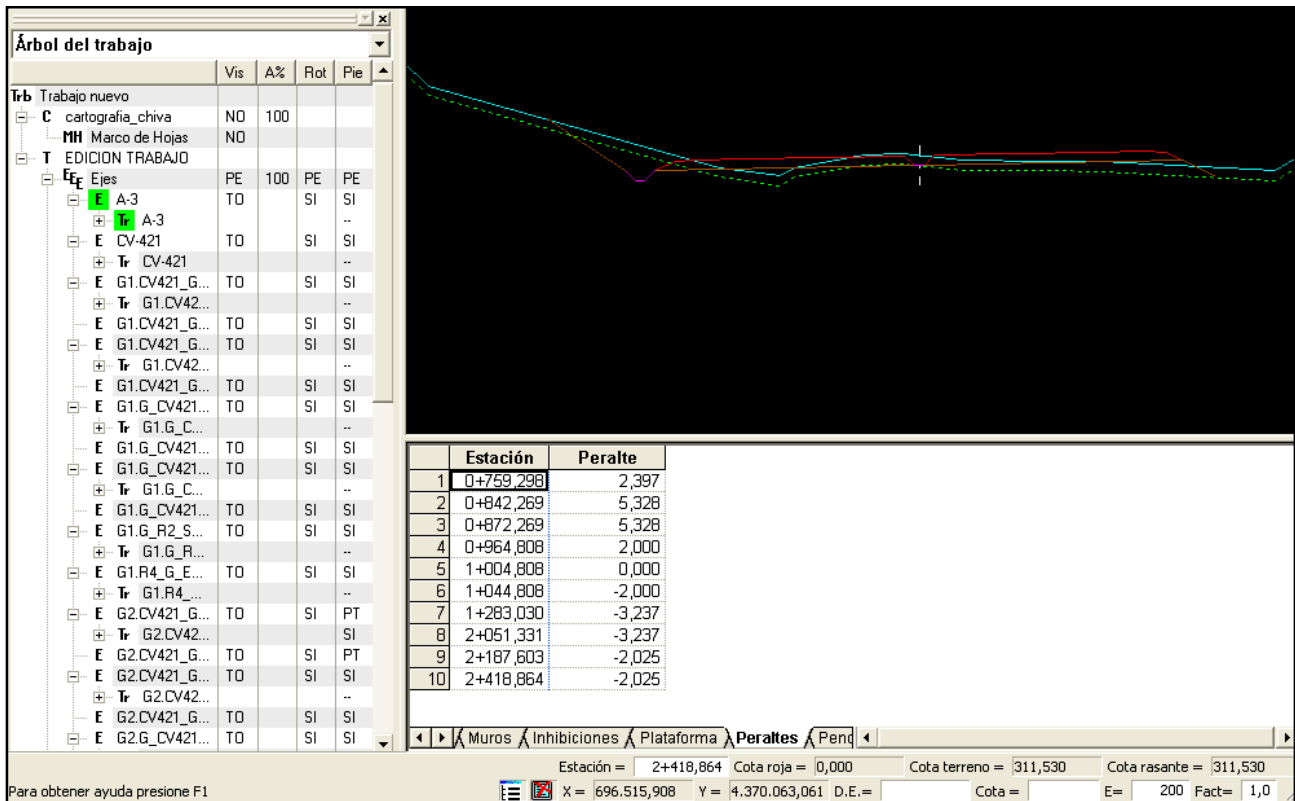 Árbol del trabajo
Vis A% Rot Pie
Trb Trabajo nuevo
C cartografia_chiva NO 100
MH Marco de Hojas NO
T EDICION TRABAJO
EEE Ejes PE 100 PE PE
E A-3 TO SI SI
Tr A-3 --
E CV-421 TO SI SI
Tr CV-421 --
E G1.CV421_G... TO SI SI
Tr G1.CV42... --
E G1.CV421_G... TO SI SI
E G1.CV421_G... TO SI SI
Tr G1.CV42... --
E G1.CV421_G... TO SI SI
E G1.G_CV421... TO SI SI
Tr G1.G_C... --
E G1.G_CV421... TO SI SI
E G1.G_CV421... TO SI SI
Tr G1.G_C... --
E G1.G_CV421... TO SI SI
E G1.G_R2_S... TO SI SI
Tr G1.G_R... --
E G1.R4_G_E... TO SI SI
Tr G1.R4_... --
E G2.CV421_G... TO SI PT
Tr G2.CV42... SI
E G2.CV421_G... TO SI PT
E G2.CV421_G... TO SI SI
Tr G2.CV42... --
E G2.CV421_G... TO SI SI
E G2.G_CV421... TO SI SI
Estación Peralte
1 0+759,298 2,397
2 0+842,269 5,328
3 0+872,269 5,328
4 0+964,808 2,000
5 1+004,808 0,000
6 1+044,808 -2,000
7 1+283,030 -3,237
8 2+051,331 -3,237
9 2+187,603 -2,025
10 2+418,864 -2,025
Muros Inhibiciones Plataforma Peraltes Pend
Estación = 2+418,864 Cota roja = 0,000 Cota terreno = 311,530 Cota rasante = 311,530
Para obtener ayuda presione F1 X = 696.515,908 Y = 4.370.063,061 D.E.= Cota = E= 200 Fact= 1,0